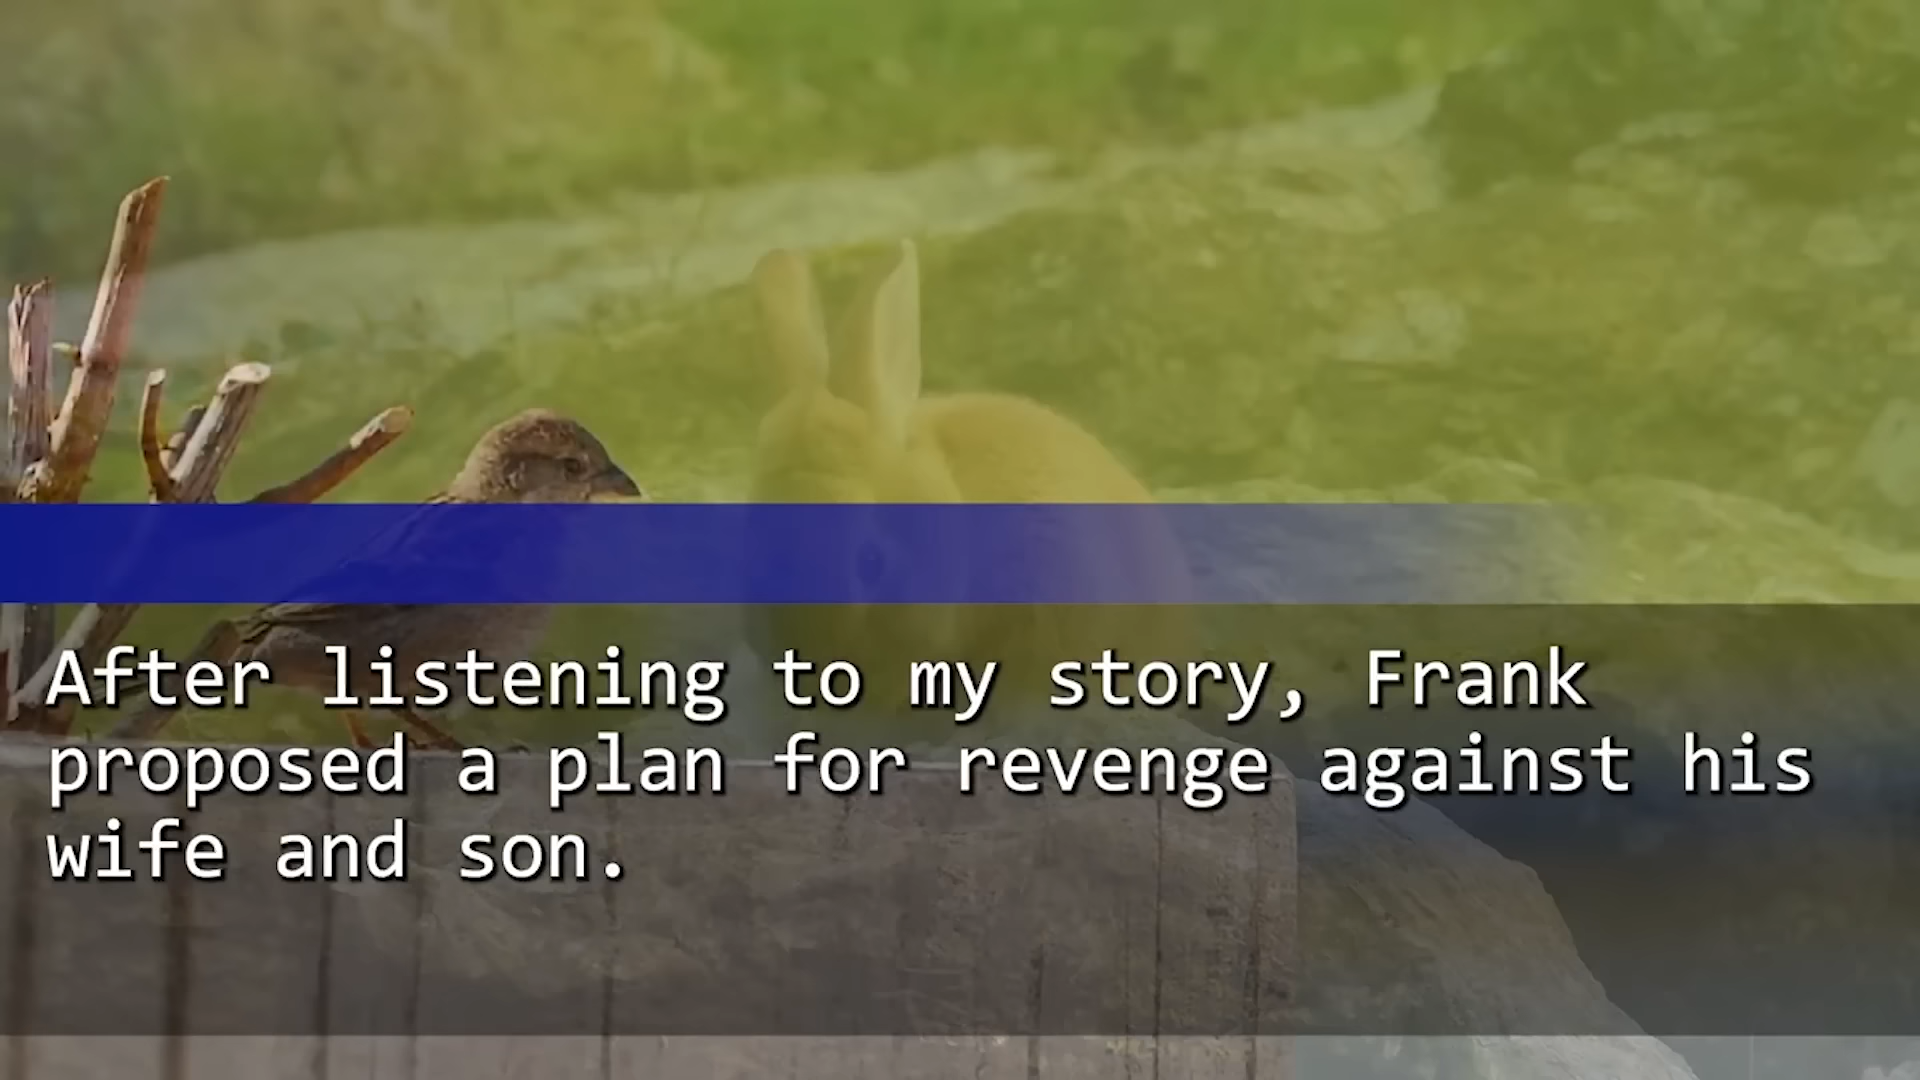 After listening to my story, Frank
proposed a plan for revenge against his
wife and son.